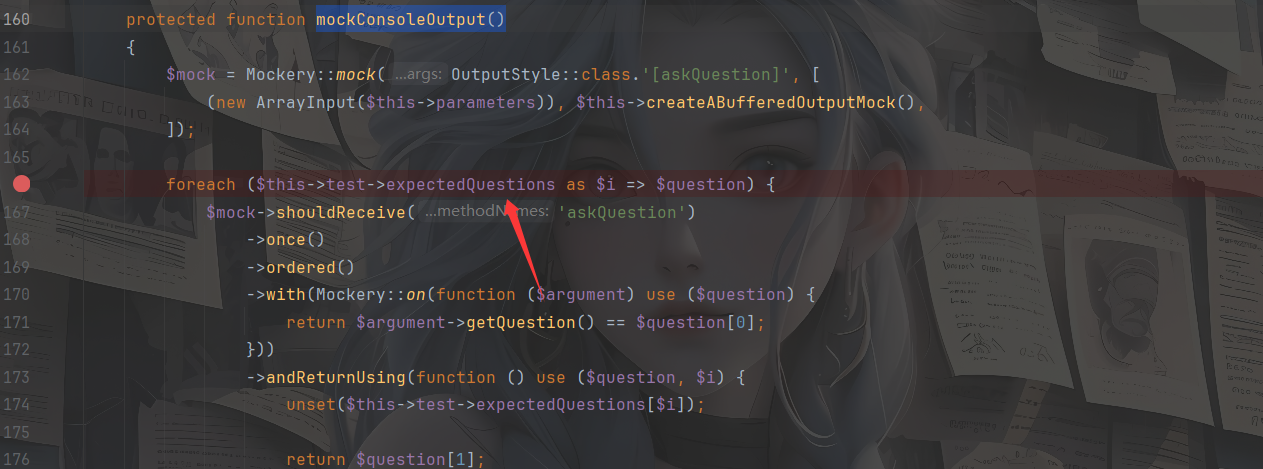 160 protected function mockConsoleOutput()
161 {
162 $mock = Mockery::mock( ...args: OutputStyle::class.'[askQuestion]', [
163 (new ArrayInput($this->parameters)), $this->createABufferedOutputMock(),
164 ]);
165
foreach ($this->test->expectedQuestions as $i => $question) {
167 $mock->shouldReceive( ...methodNames: 'askQuestion')
168 ->once()
169 ->ordered()
170 ->with(Mockery::on(function ($argument) use ($question) {
171 return $argument->getQuestion() == $question[0];
172 }))
173 ->andReturnUsing(function () use ($question, $i) {
174 unset($this->test->expectedQuestions[$i]);
175
176 return $question[1];